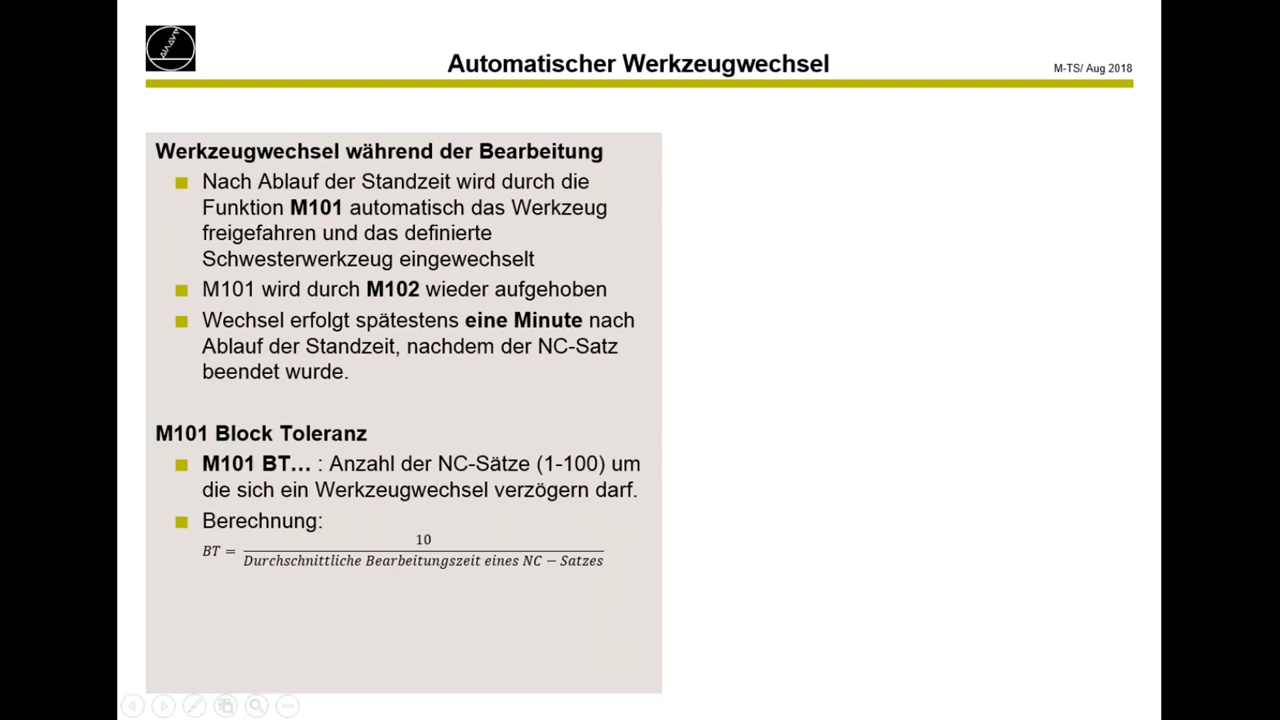 Automatischer Werkzeugwechsel
M-TS/ Aug 2018
Werkzeugwechsel während der Bearbeitung
Nach Ablauf der Standzeit wird durch die
Funktion M101 automatisch das Werkzeug
freigefahren und das definierte
Schwesterwerkzeug eingewechselt
M101 wird durch M102 wieder aufgehoben
Wechsel erfolgt spätestens eine Minute nach
Ablauf der Standzeit, nachdem der NC-Satz
beendet wurde.
M101 Block Toleranz
M101 BT… : Anzahl der NC-Sätze (1-100) um
die sich ein Werkzeugwechsel verzögern darf.
Berechnung:
BT = 10
Durchschnittliche Bearbeitungszeit eines NC − Satzes